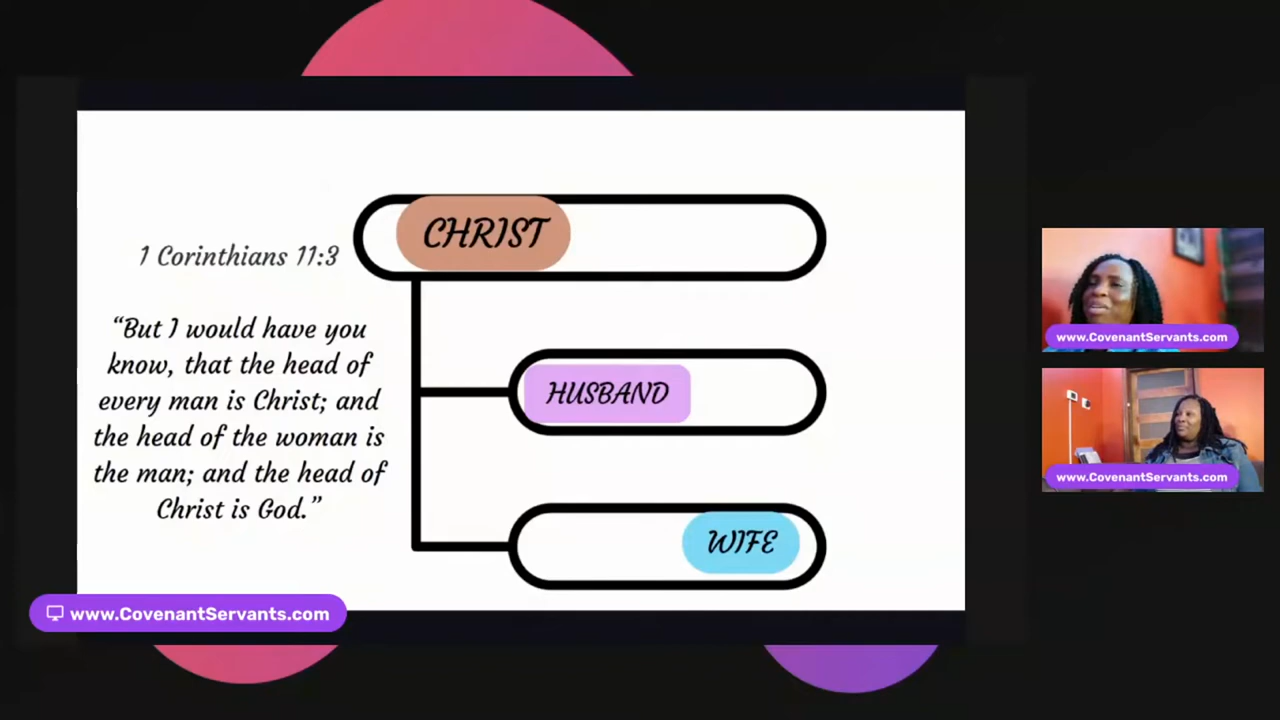 CHRIST
1 Corinthians 11:3
“But I would have you
know, that the head of
every man is Christ; and
the head of the woman is
the man; and the head of
Christ is God.”
HUSBAND
WIFE
www.CovenantServants.com
www.CovenantServants.com
www.CovenantServants.com